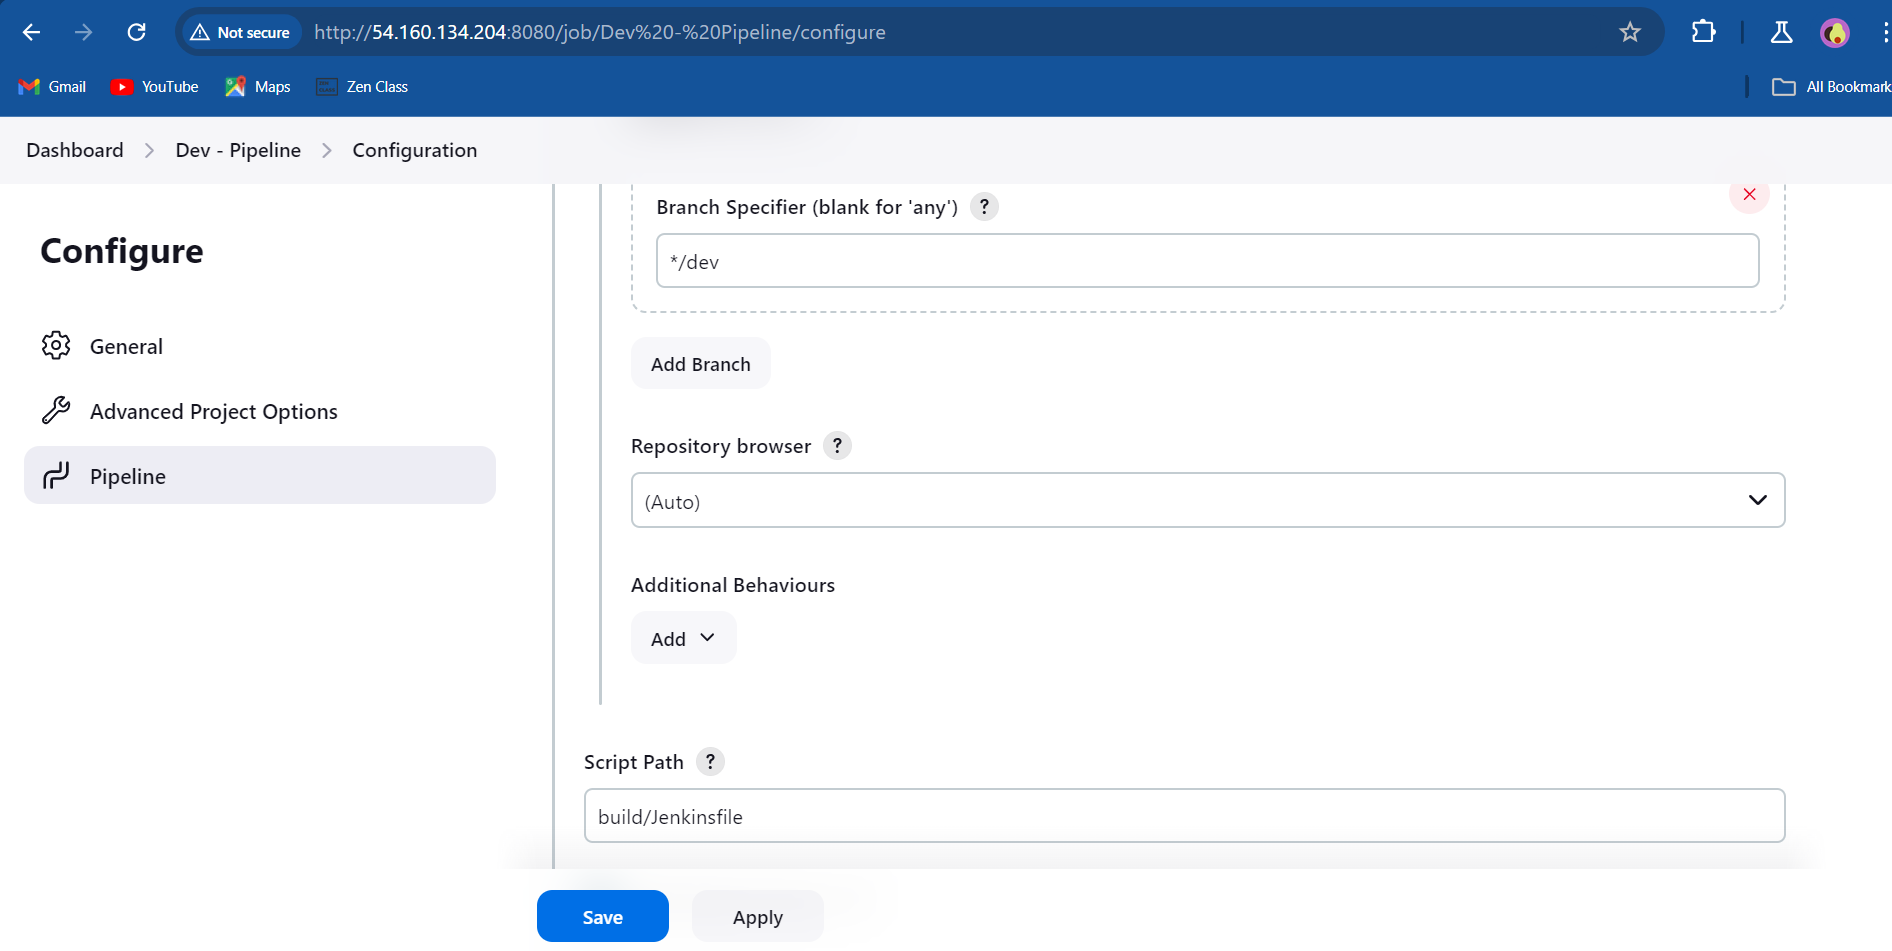 Not secure http://54.160.134.204:8080/job/Dev%20-%20Pipeline/configure
Gmail YouTube Maps Zen Class All Bookmark
Dashboard Dev - Pipeline Configuration
Configure
General
Advanced Project Options
Pipeline
Branch Specifier (blank for 'any') ?
*/dev
Add Branch
Repository browser ?
(Auto)
Additional Behaviours
Add
Script Path ?
build/Jenkinsfile
Save Apply